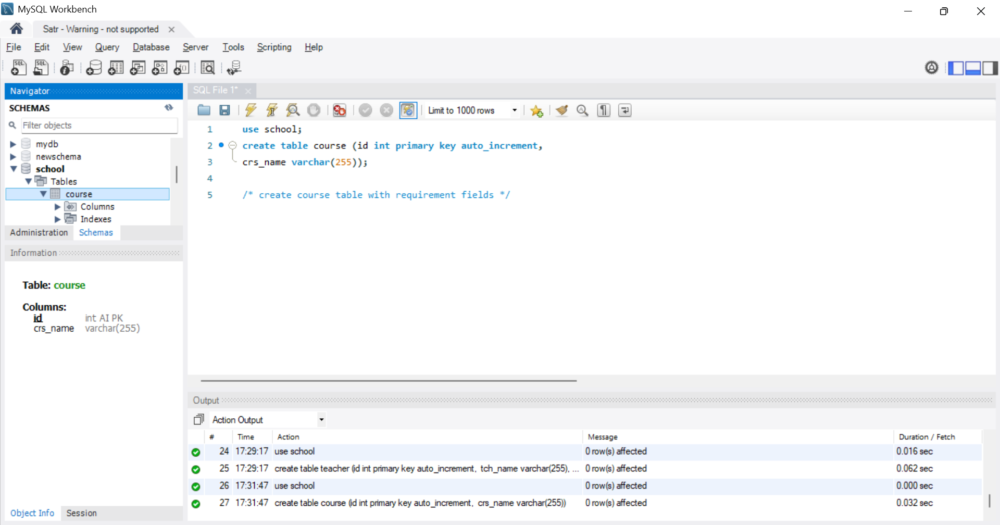 MySQL Workbench
Satr - Warning - not supported
File Edit View Query Database Server Tools Scripting Help
Navigator
SCHEMAS
Filter objects
mydb
newschema
school
Tables
course
Columns
Indexes
Administration Schemas
Information
Table: course
Columns:
id int AI PK
crs_name varchar(255)
Object Info Session
SQL File 1*
Limit to 1000 rows
1 use school;
2 create table course (id int primary key auto_increment,
3 crs_name varchar(255));
4
5 /* create course table with requirement fields */
Output
Action Output
# Time Action Message Duration / Fetch
24 17:29:17 use school 0 row(s) affected 0.016 sec
25 17:29:17 create table teacher (id int primary key auto_increment, tch_name varchar(255), ... 0 row(s) affected 0.062 sec
26 17:31:47 use school 0 row(s) affected 0.000 sec
27 17:31:47 create table course (id int primary key auto_increment, crs_name varchar(255)) 0 row(s) affected 0.032 sec